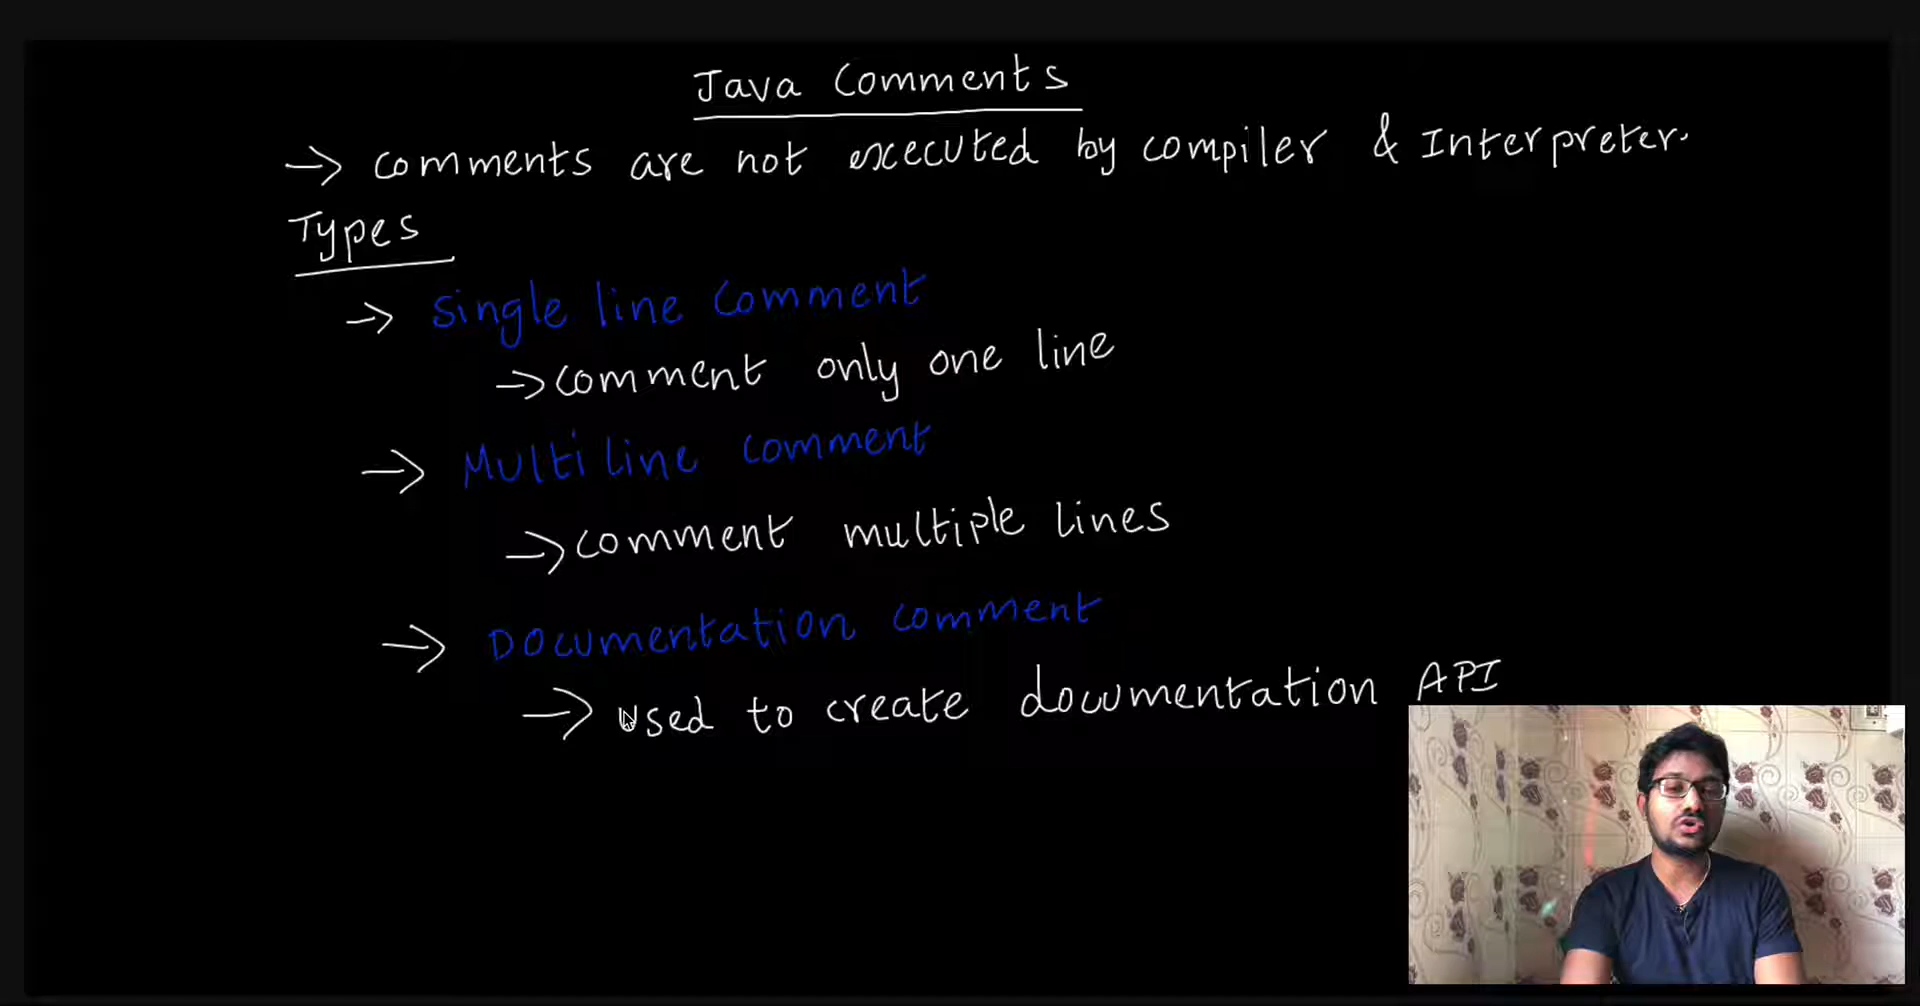 Java Comments
→ comments are not executed by compiler & Interpreter.
Types
→ Single line comment
→ comment only one line
→ Multi line comment
→ comment multiple lines
→ Documentation comment
→ used to create documentation API